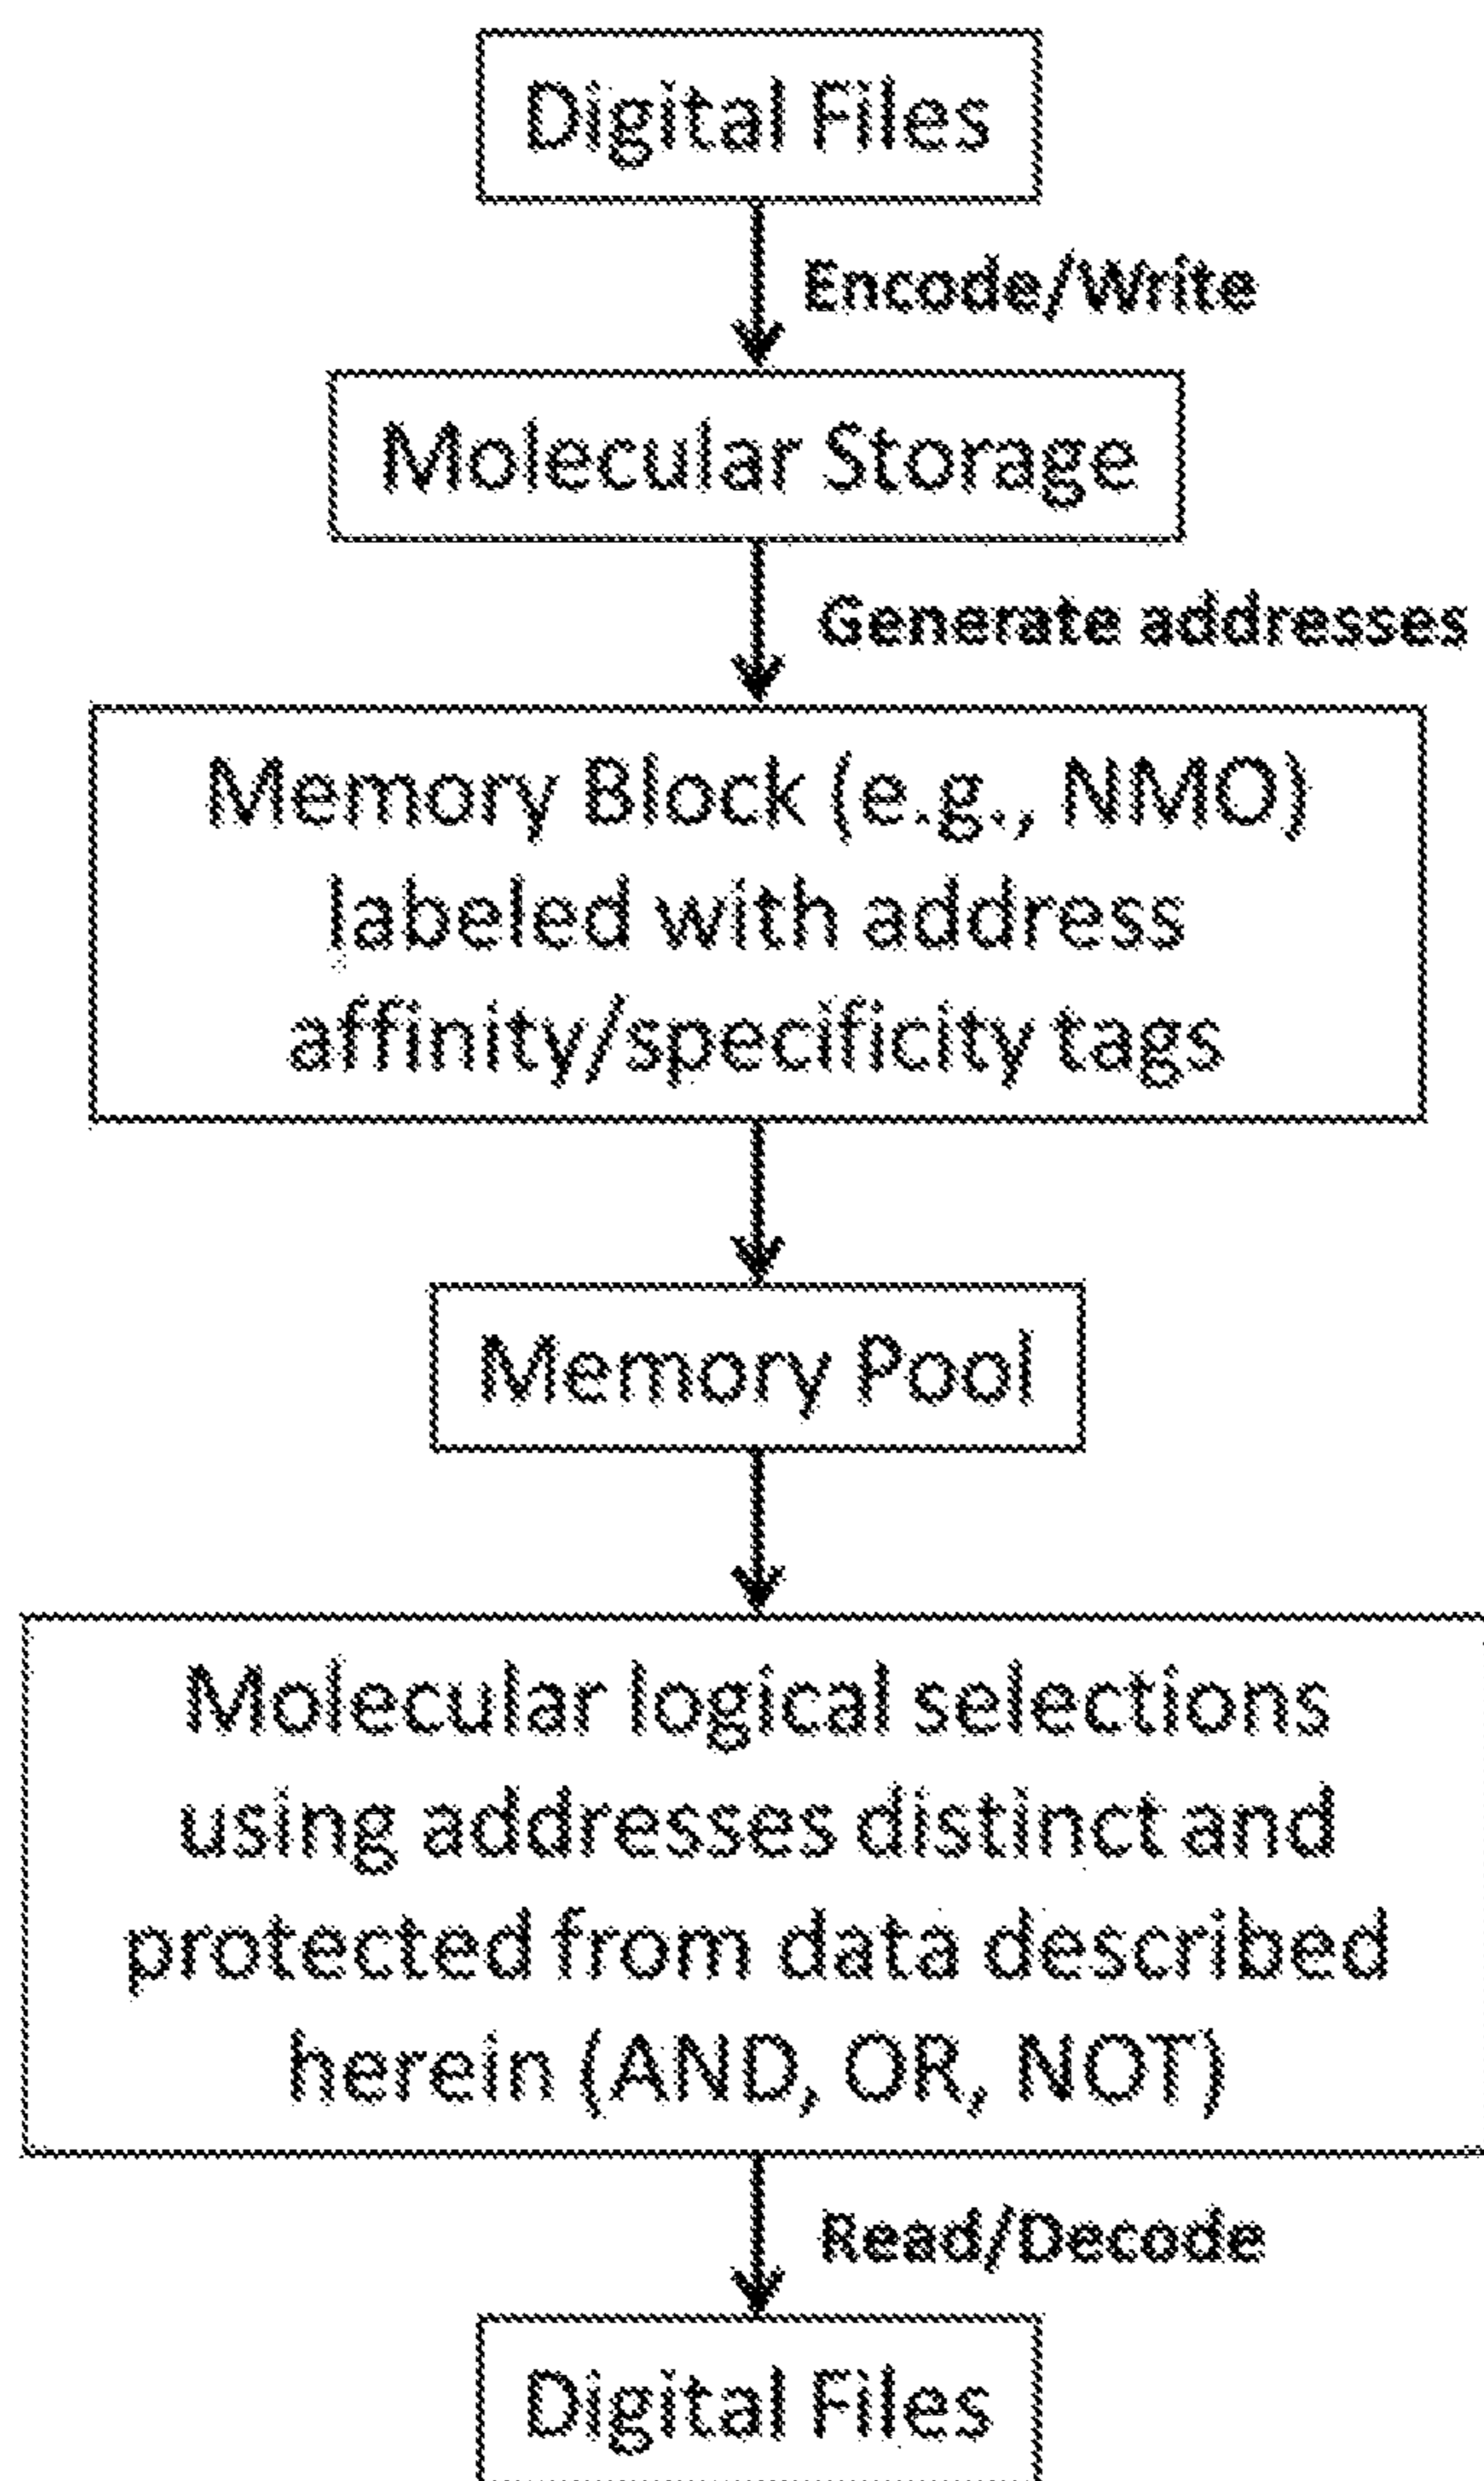 Digital Files
Encode/Write
Molecular Storage
Generate addresses
Memory Block (e.g., NMO)
labeled with address
affinity/specificity tags
Memory Pool
Molecular logical selections
using addresses distinct and
protected from data described
herein (AND, OR, NOT)
Read/Decode
Digital Files